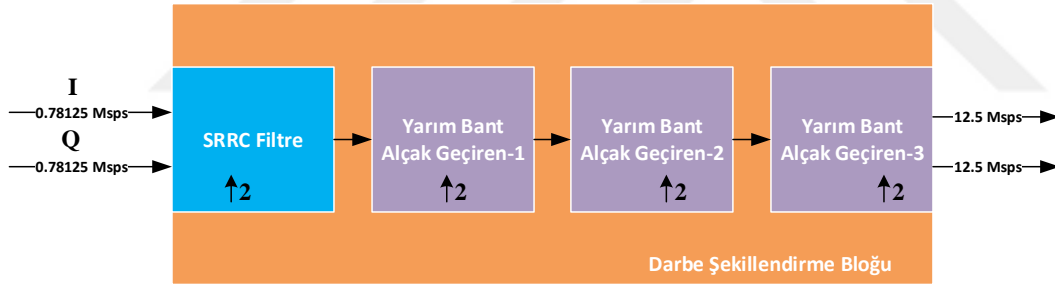 I
0.78125 Msps
Q
0.78125 Msps
SRRC Filtre
↑2
Yarım Bant
Alçak Geçiren-1
↑2
Yarım Bant
Alçak Geçiren-2
↑2
Yarım Bant
Alçak Geçiren-3
↑2
12.5 Msps
12.5 Msps
Darbe Şekillendirme Bloğu